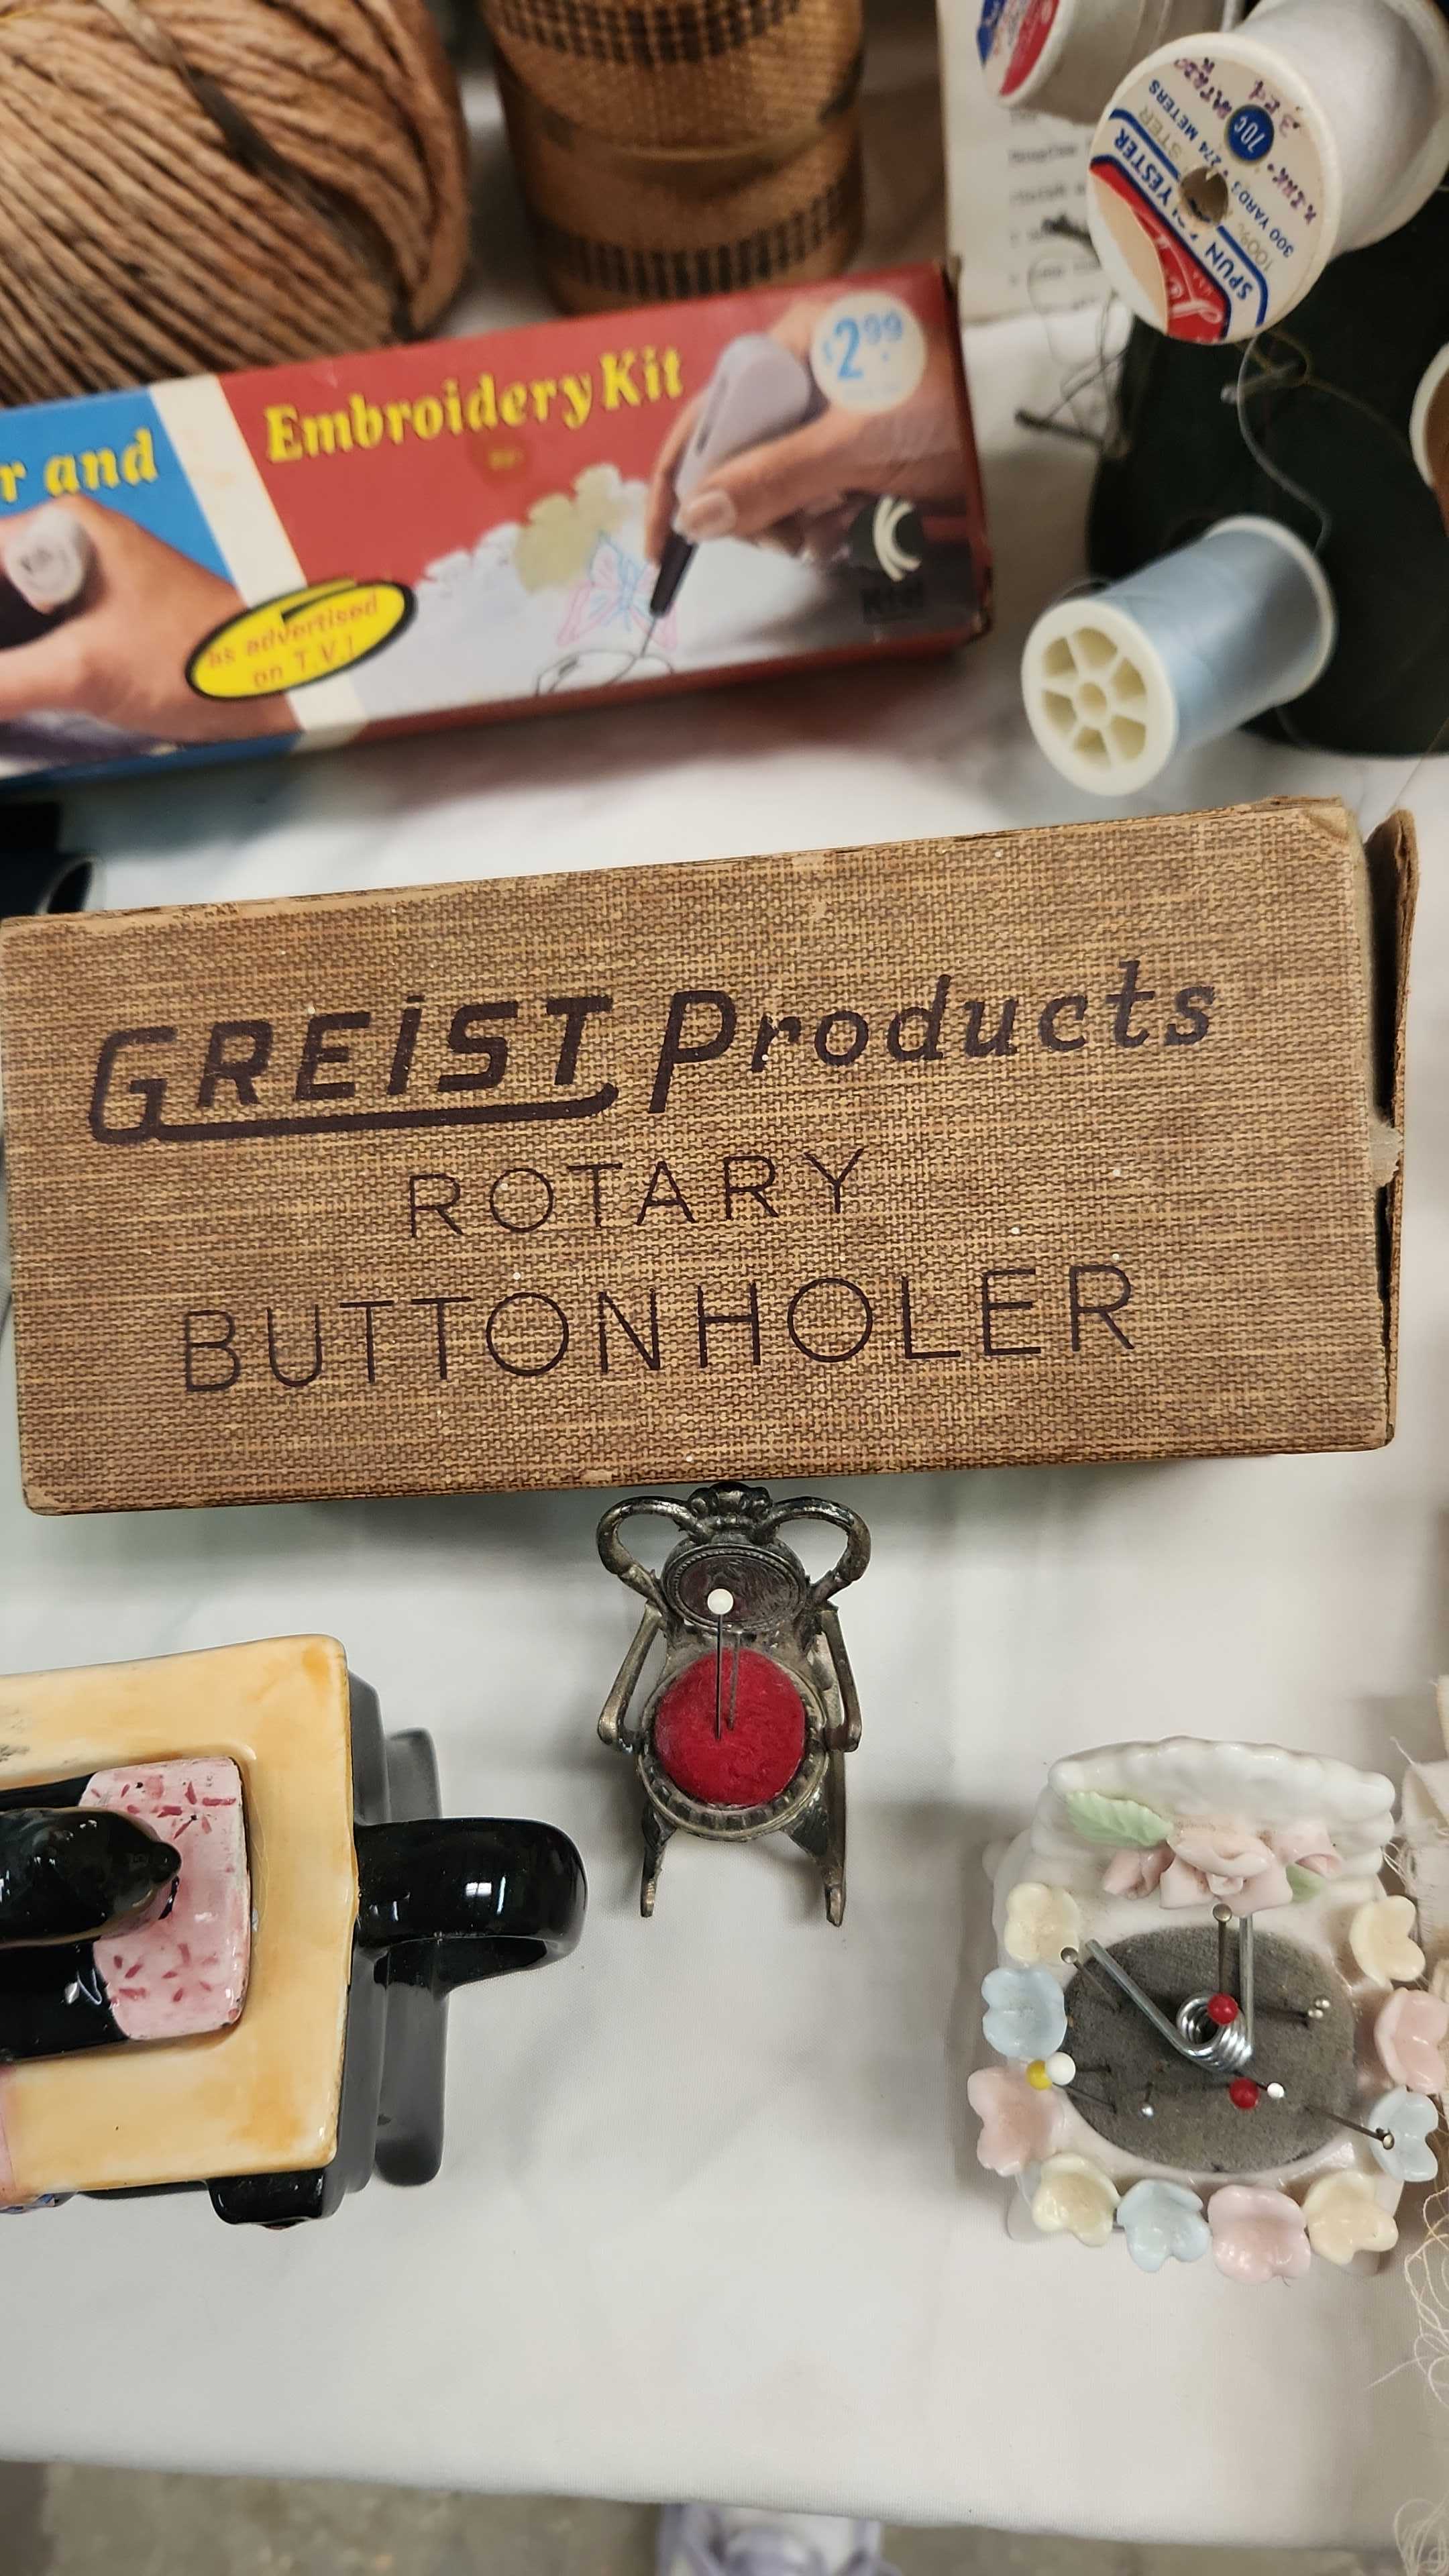 r and
Embroidery Kit
$2.99
as advertised
on T.V.!
SPUN POLYESTER
100%
300 YARDS • 274 METERS
70¢
GREIST Products
ROTARY
BUTTONHOLER